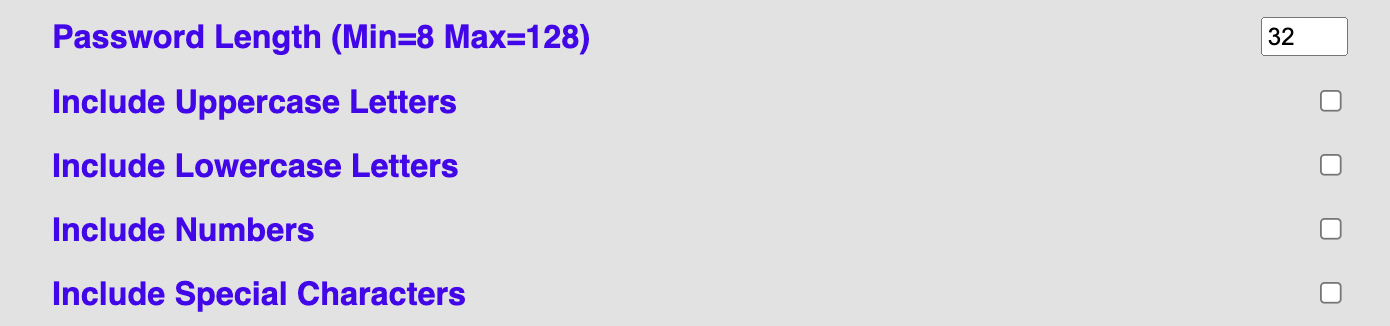 Password Length (Min=8 Max=128) 32
Include Uppercase Letters
Include Lowercase Letters
Include Numbers
Include Special Characters